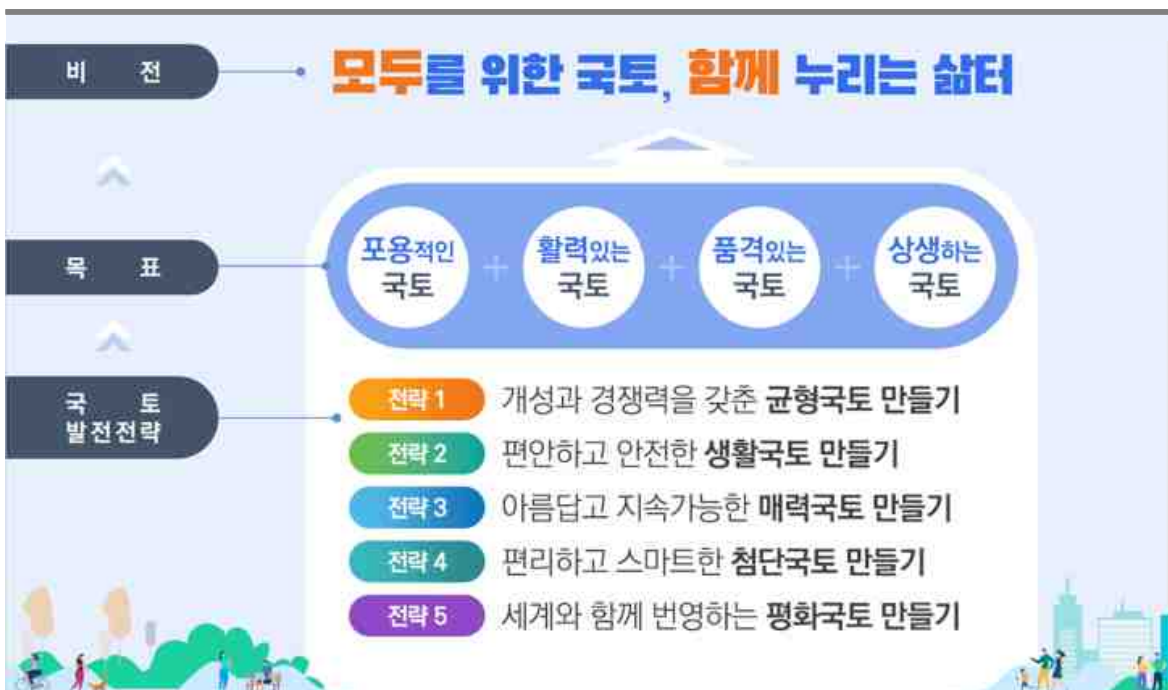 비 전
모두를 위한 국토, 함께 누리는 삶터
목 표
포용적인
국토
+
활력있는
국토
+
품격있는
국토
+
상생하는
국토
국 토
발전전략
전략 1 개성과 경쟁력을 갖춘 균형국토 만들기
전략 2 편안하고 안전한 생활국토 만들기
전략 3 아름답고 지속가능한 매력국토 만들기
전략 4 편리하고 스마트한 첨단국토 만들기
전략 5 세계와 함께 번영하는 평화국토 만들기